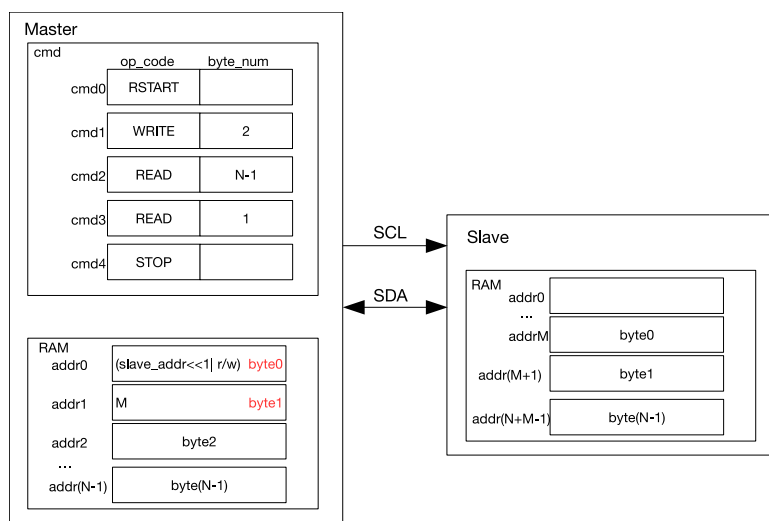 Master
cmd
op_code byte_num
cmd0 RSTART
cmd1 WRITE 2
cmd2 READ N-1
cmd3 READ 1
cmd4 STOP
SCL
SDA
Slave
RAM
addr0
...
addrM byte0
addr(M+1) byte1
addr(N+M-1) byte(N-1)
RAM
addr0 (slave_addr<<1| r/w) byte0
addr1 M byte1
addr2 byte2
...
addr(N-1) byte(N-1)